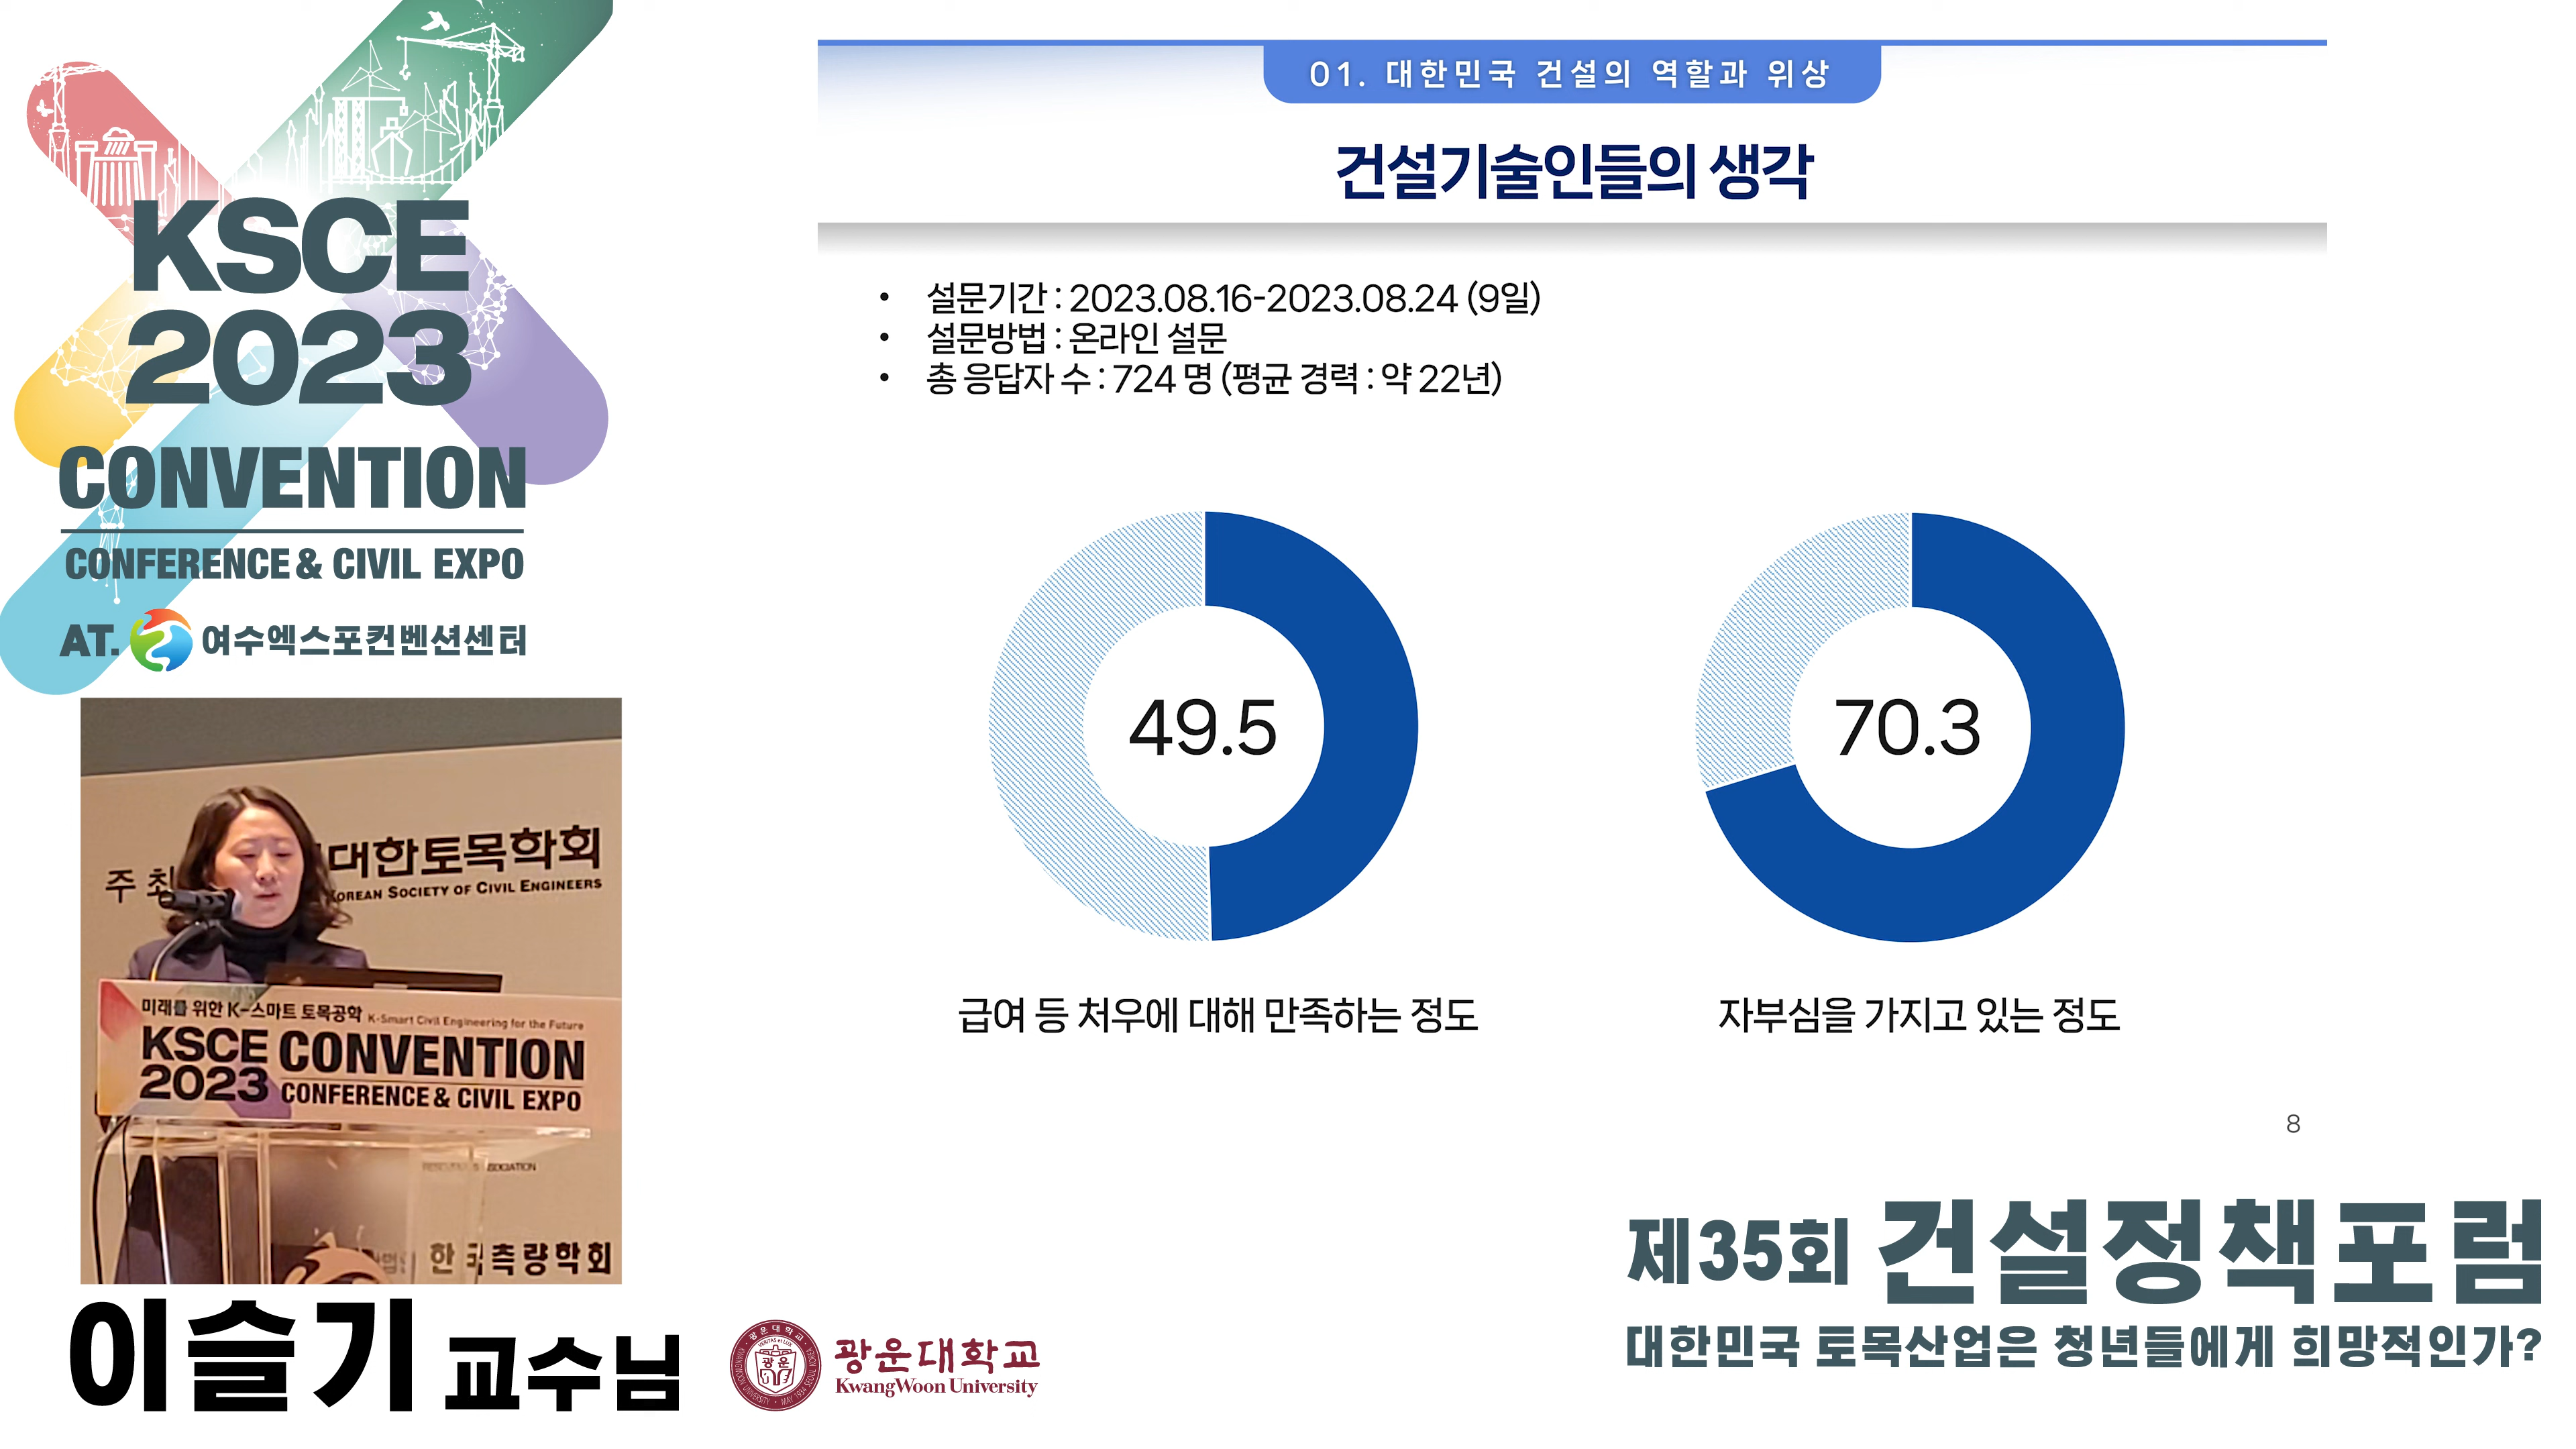 KSCE
2023
CONVENTION
CONFERENCE & CIVIL EXPO
AT. 여수엑스포컨벤션센터
01. 대한민국 건설의 역할과 위상
건설기술인들의 생각
• 설문기간 : 2023.08.16-2023.08.24 (9일)
• 설문방법 : 온라인 설문
• 총 응답자 수 : 724 명 (평균 경력 : 약 22년)
49.5
70.3
급여 등 처우에 대해 만족하는 정도
자부심을 가지고 있는 정도
8
주 최
대한토목학회
KOREAN SOCIETY OF CIVIL ENGINEERS
미래를 위한 K-스마트 토목공학 K-Smart Civil Engineering for the Future
KSCE CONVENTION
2023 CONFERENCE & CIVIL EXPO
한국측량학회
이슬기 교수님
광운대학교
광운
광운대학교
KwangWoon University
제35회 건설정책포럼
대한민국 토목산업은 청년들에게 희망적인가?